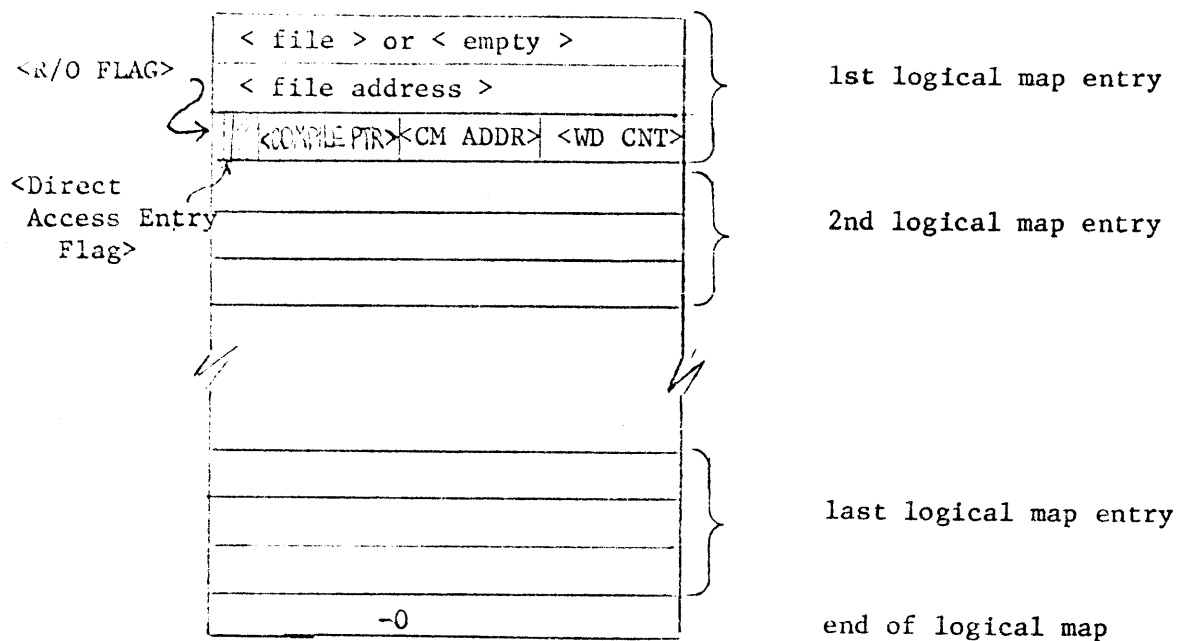 < file > or < empty >
<R/O FLAG>
< file address >
1st logical map entry
<COMPILE PTR> <CM ADDR> <WD CNT>
<Direct
Access Entry
Flag>
2nd logical map entry
last logical map entry
-0
end of logical map